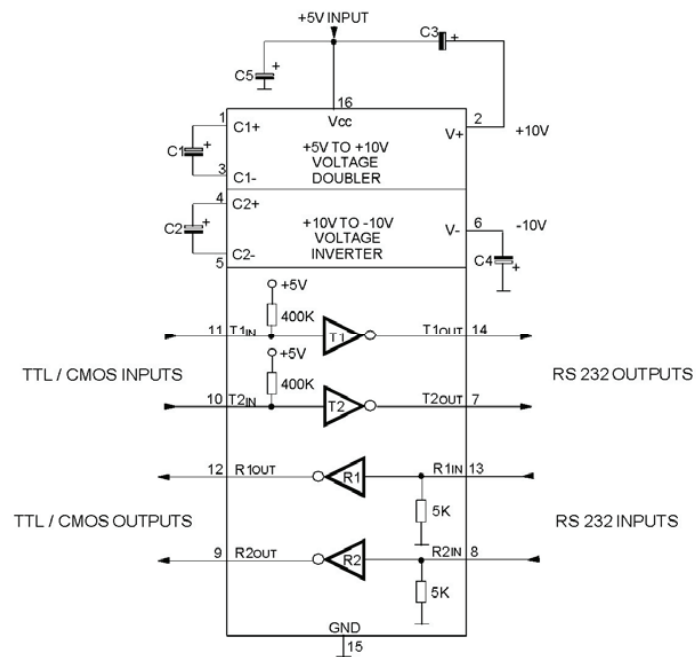 +5V INPUT
C3
+
C5
+
16
Vcc
1
C1+
2
V+
+10V
C1
+
+5V TO +10V
VOLTAGE
DOUBLER
3
C1-
4
C2+
C2
+
+10V TO -10V
VOLTAGE
INVERTER
6
V-
-10V
C2-
5
C4
+
+5V
400K
11
T1IN
T1
T1OUT
14
+5V
400K
TTL / CMOS INPUTS
RS 232 OUTPUTS
10
T2IN
T2
T2OUT
7
12
R1OUT
R1
R1IN
13
5K
TTL / CMOS OUTPUTS
RS 232 INPUTS
9
R2OUT
R2
R2IN
8
5K
GND
15